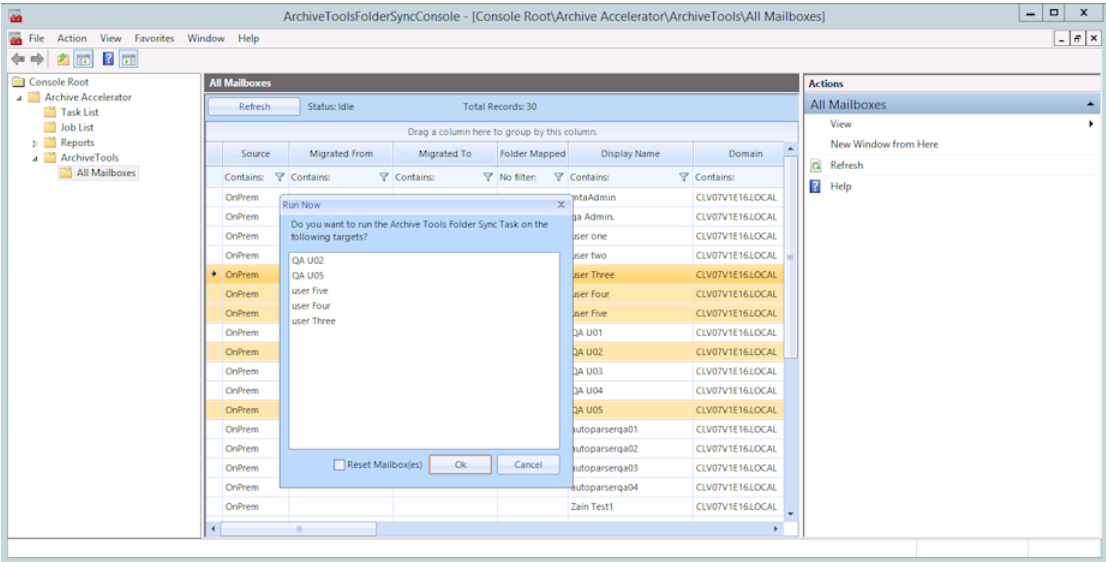 ArchiveToolsFolderSyncConsole - [Console Root\Archive Accelerator\ArchiveTools\All Mailboxes]
File Action View Favorites Window Help
Console Root
Archive Accelerator
Task List
Job List
Reports
ArchiveTools
All Mailboxes
All Mailboxes
Refresh Status: Idle Total Records: 30
Drag a column here to group by this column.
Source Migrated From Migrated To Folder Mapped Display Name Domain
Contains: Contains: Contains: No filter: Contains: Contains:
OnPrem mtaAdmin CLV07V1E16.LOCAL
OnPrem qa Admin. CLV07V1E16.LOCAL
OnPrem user one CLV07V1E16.LOCAL
OnPrem user two CLV07V1E16.LOCAL
OnPrem user Three CLV07V1E16.LOCAL
OnPrem user Four CLV07V1E16.LOCAL
OnPrem user Five CLV07V1E16.LOCAL
OnPrem QA U01 CLV07V1E16.LOCAL
OnPrem QA U02 CLV07V1E16.LOCAL
OnPrem QA U03 CLV07V1E16.LOCAL
OnPrem QA U04 CLV07V1E16.LOCAL
OnPrem QA U05 CLV07V1E16.LOCAL
OnPrem autoparserqa01 CLV07V1E16.LOCAL
OnPrem autoparserqa02 CLV07V1E16.LOCAL
OnPrem autoparserqa03 CLV07V1E16.LOCAL
OnPrem autoparserqa04 CLV07V1E16.LOCAL
OnPrem Zain Test1 CLV07V1E16.LOCAL
Run Now
Do you want to run the Archive Tools Folder Sync Task on the
following targets?
QA U02
QA U05
user Five
user Four
user Three
Reset Mailbox(es) Ok Cancel
Actions
All Mailboxes
View
New Window from Here
Refresh
Help